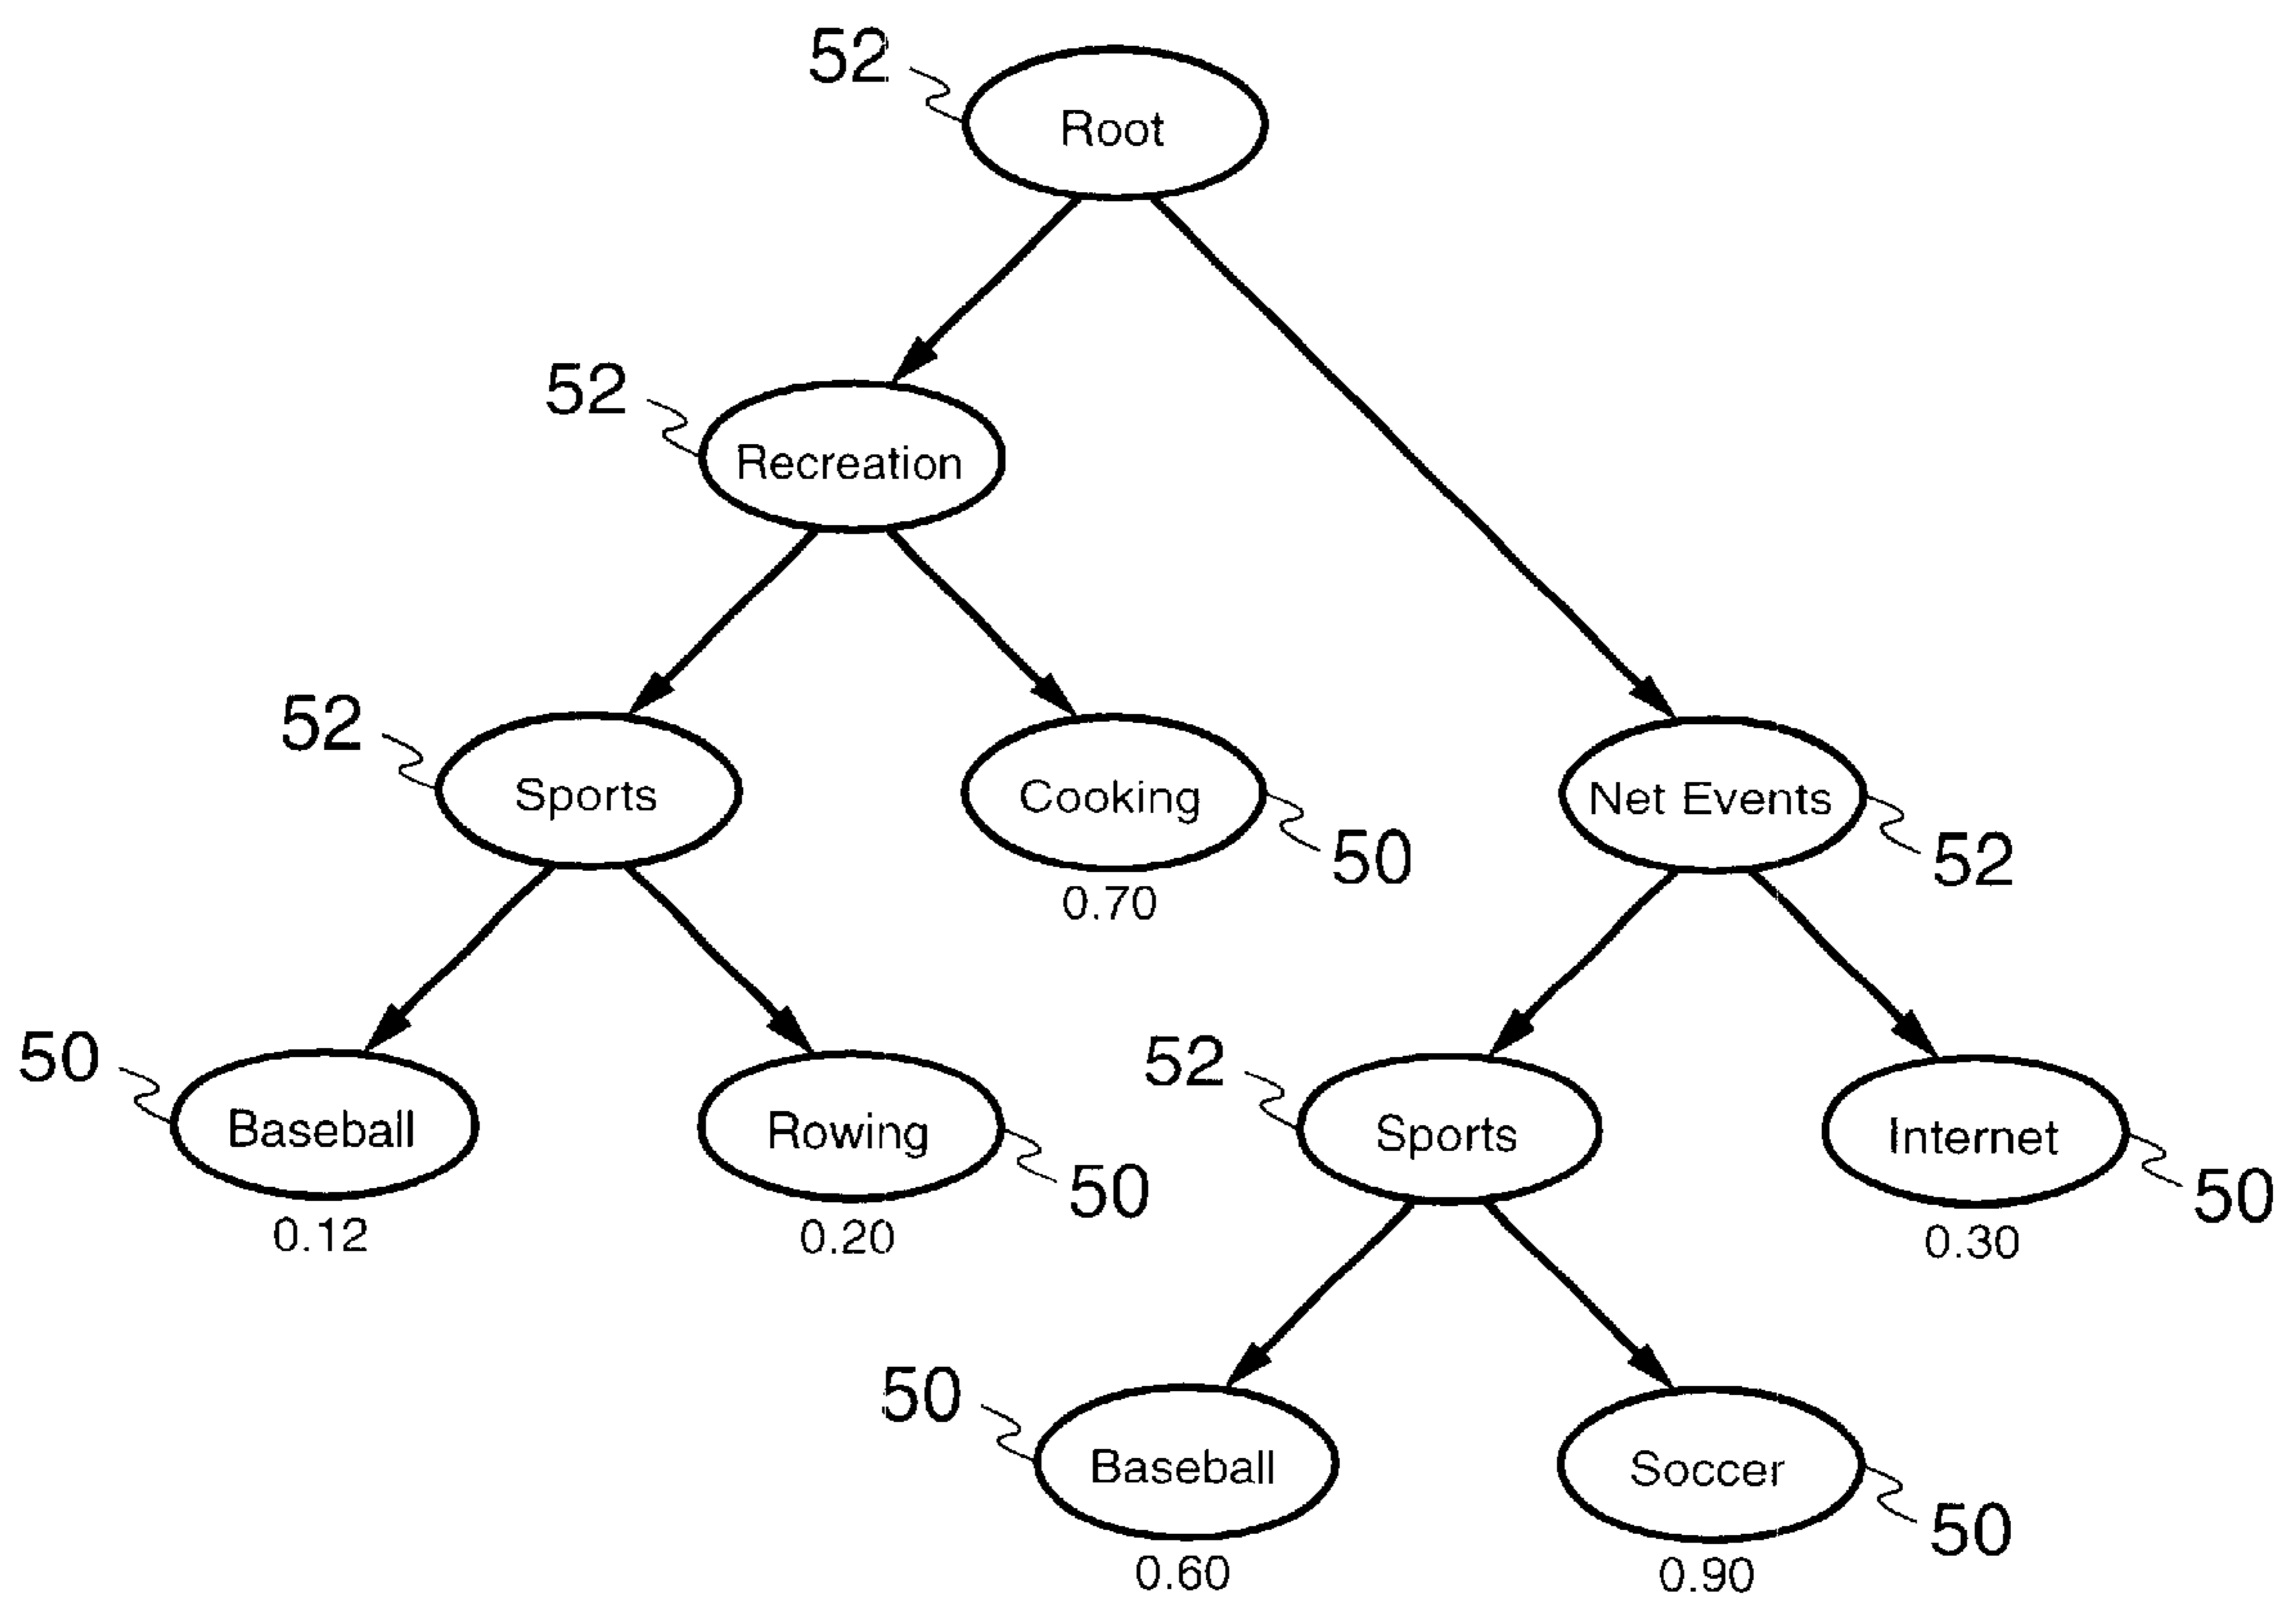 52
Root
52
Recreation
52
Sports
Cooking
50
0.70
Net Events
52
50
Baseball
0.12
Rowing
50
0.20
52
Sports
Internet
50
0.30
50
Baseball
0.60
Soccer
50
0.90